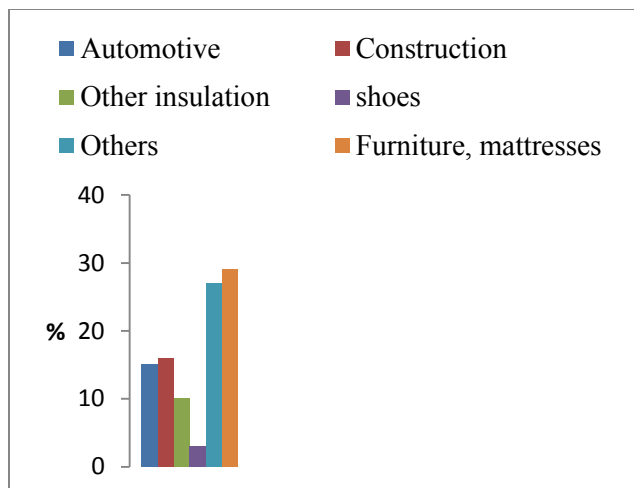 Automotive
Construction
Other insulation
shoes
Others
Furniture, mattresses
40
30
%
20
10
0